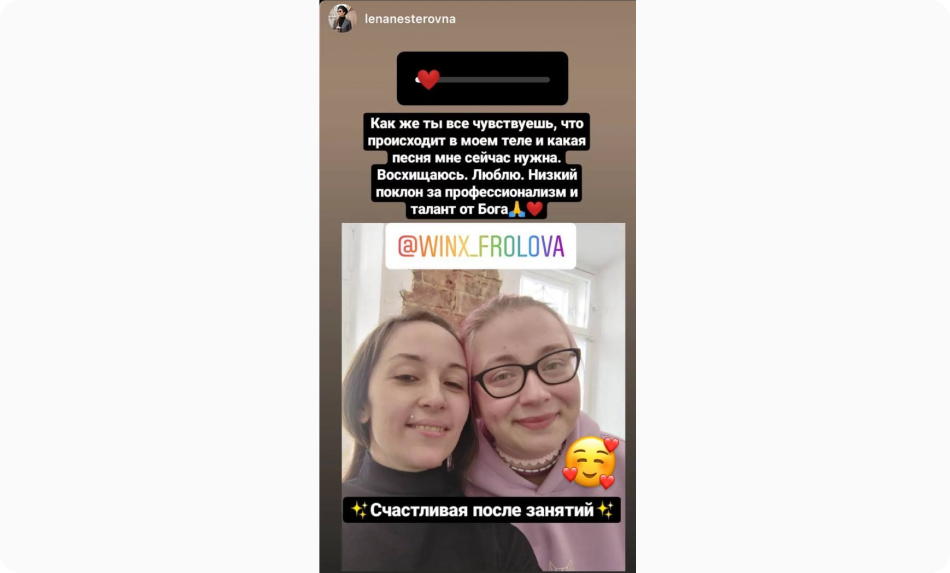 lenanesterovna
Как же ты все чувствуешь, что
происходит в моем теле и какая
песня мне сейчас нужна.
Восхищаюсь. Люблю. Низкий
поклон за профессионализм и
талант от Бога🙏❤️
@WINX_FROLOVA
✨Счастливая после занятий✨